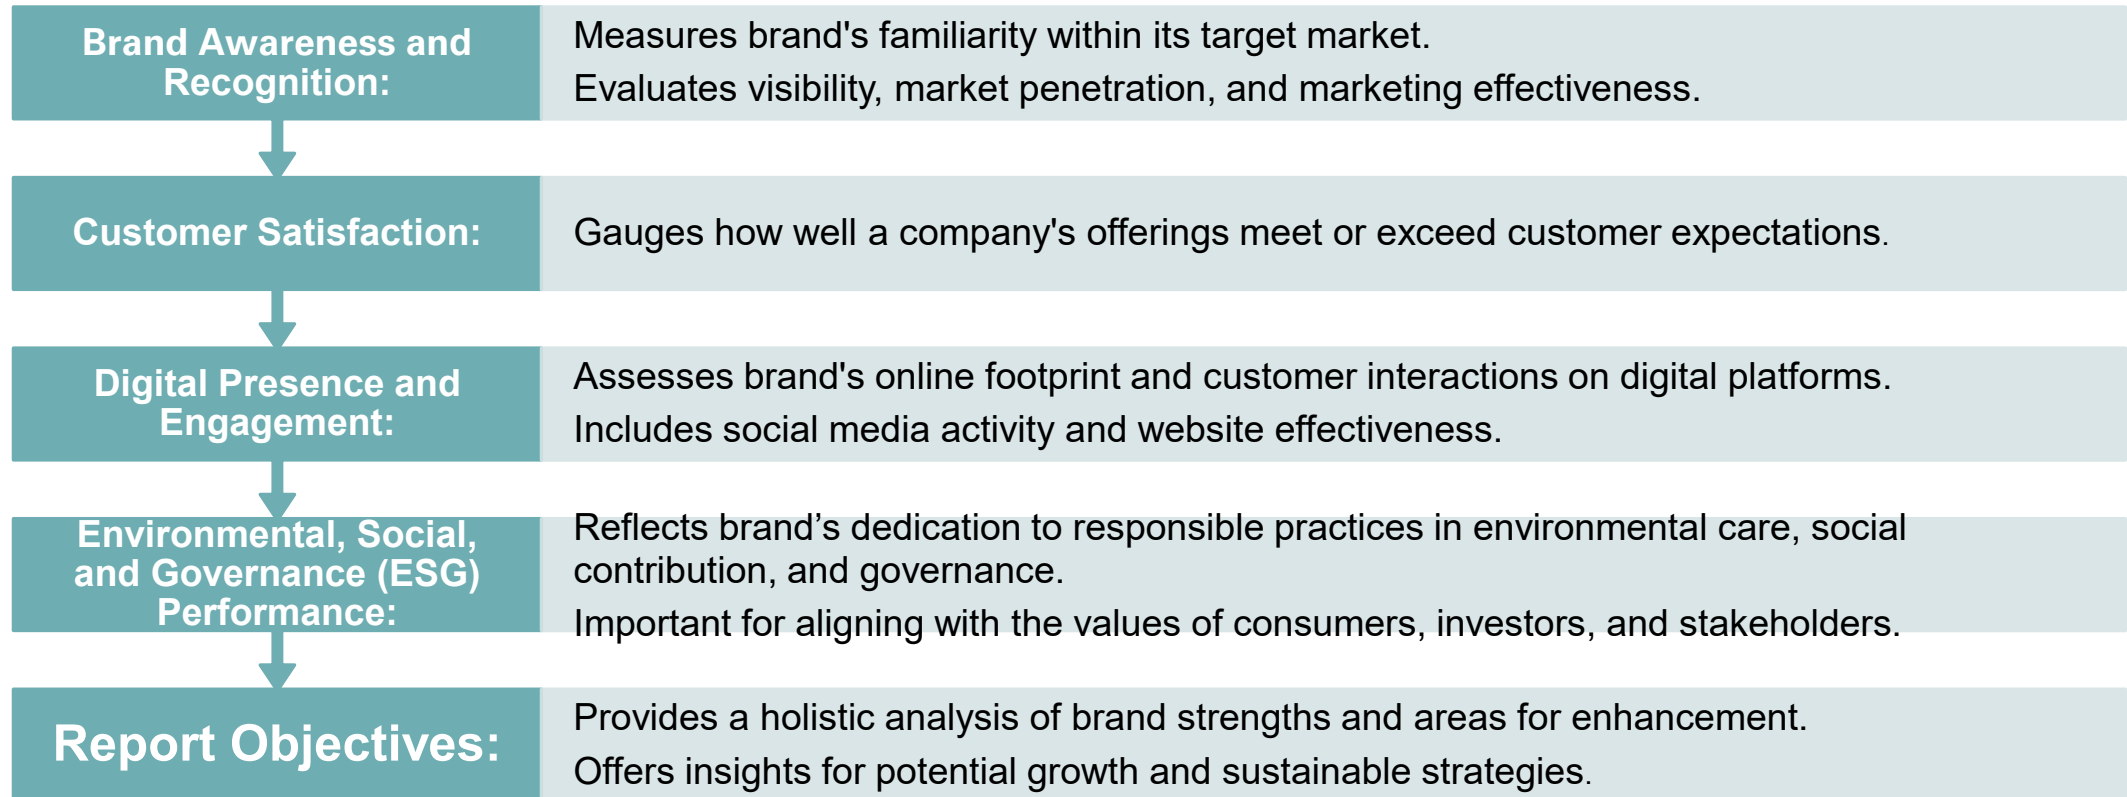 Brand Awareness and
Recognition:
Measures brand's familiarity within its target market.
Evaluates visibility, market penetration, and marketing effectiveness.
Customer Satisfaction:
Gauges how well a company's offerings meet or exceed customer expectations.
Digital Presence and
Engagement:
Assesses brand's online footprint and customer interactions on digital platforms.
Includes social media activity and website effectiveness.
Environmental, Social,
and Governance (ESG)
Performance:
Reflects brand’s dedication to responsible practices in environmental care, social
contribution, and governance.
Important for aligning with the values of consumers, investors, and stakeholders.
Report Objectives:
Provides a holistic analysis of brand strengths and areas for enhancement.
Offers insights for potential growth and sustainable strategies.